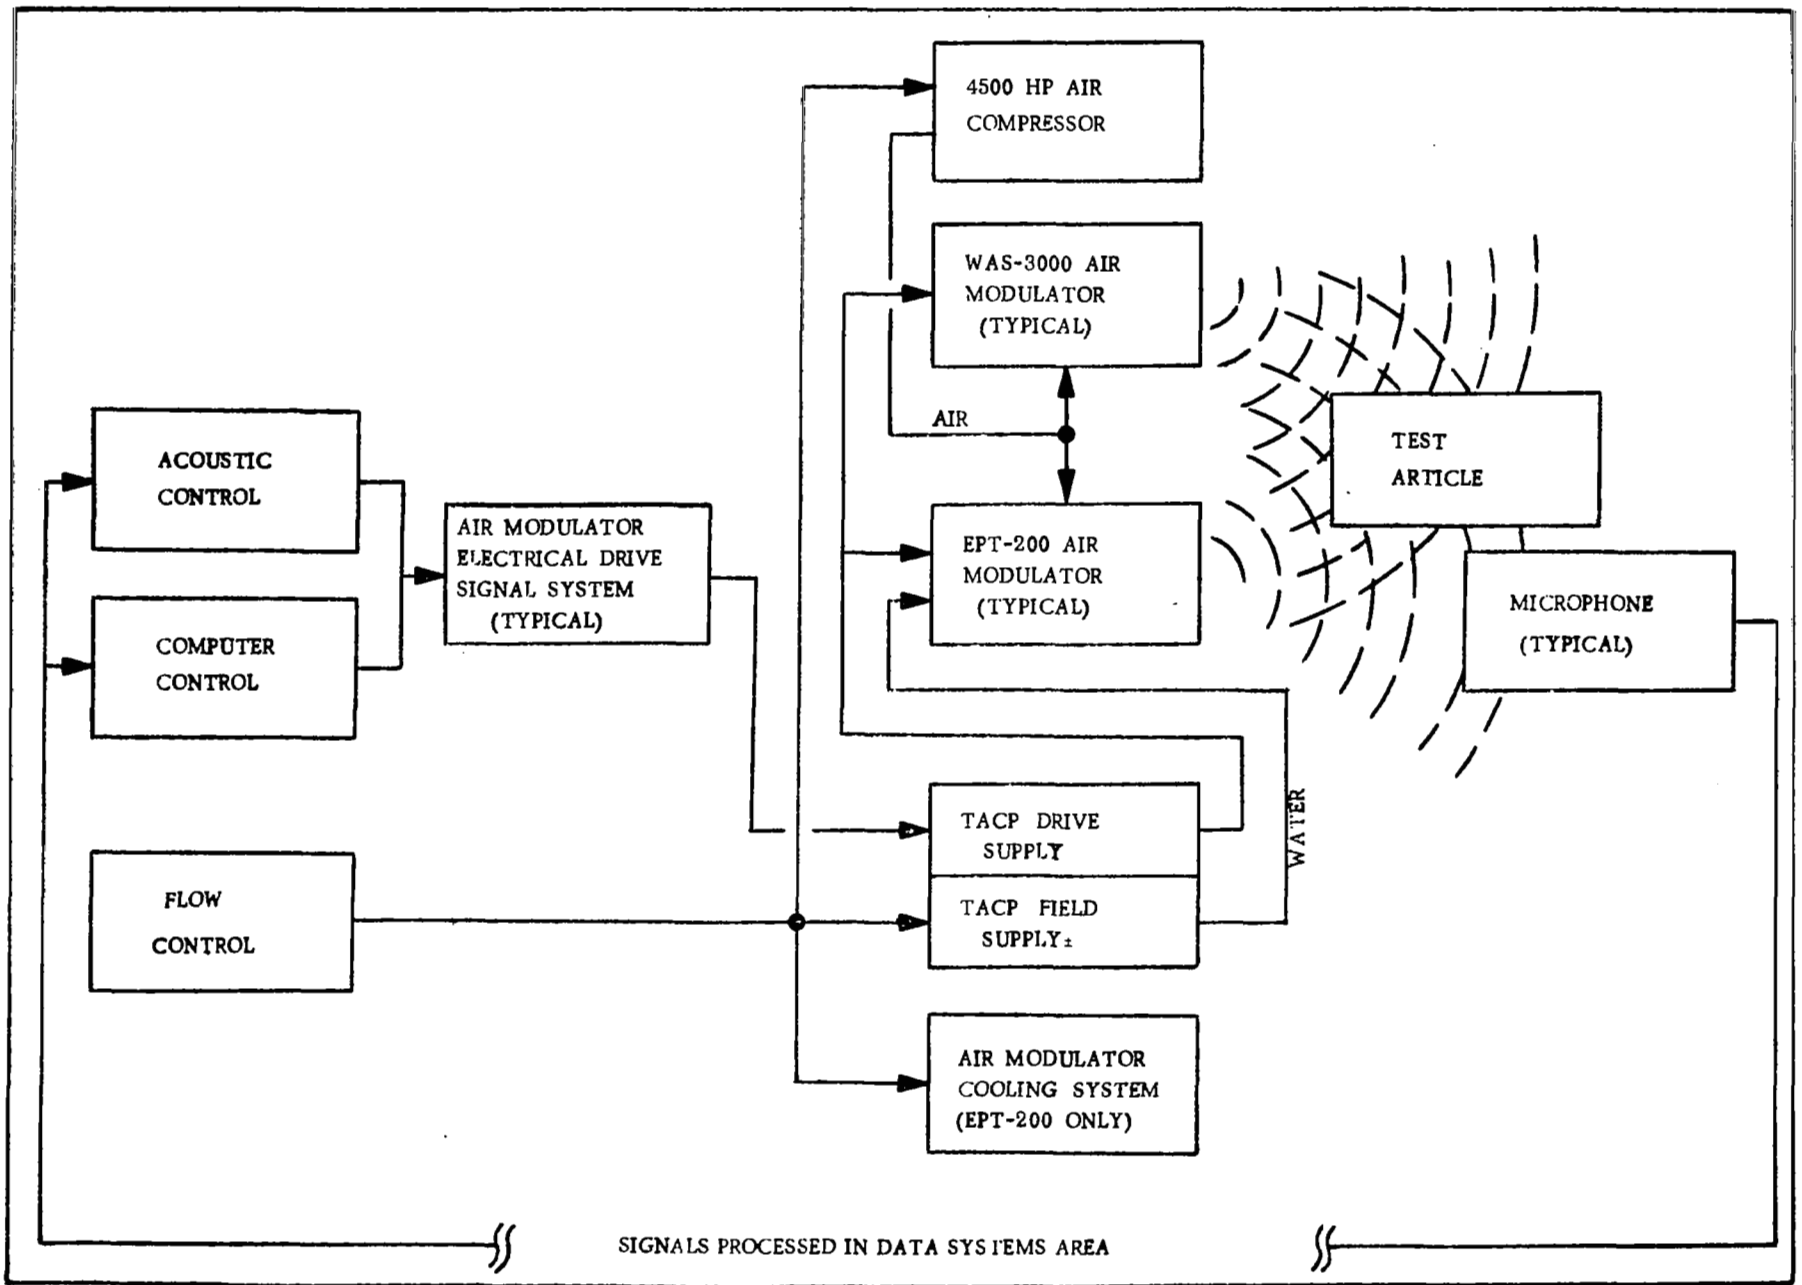 4500 HP AIR
COMPRESSOR
WAS-3000 AIR
MODULATOR
(TYPICAL)
AIR
TEST
ARTICLE
ACOUSTIC
CONTROL
AIR MODULATOR
ELECTRICAL DRIVE
SIGNAL SYSTEM
(TYPICAL)
EPT-200 AIR
MODULATOR
(TYPICAL)
MICROPHONE
(TYPICAL)
COMPUTER
CONTROL
TACP DRIVE
SUPPLY
WATER
FLOW
CONTROL
TACP FIELD
SUPPLY±
AIR MODULATOR
COOLING SYSTEM
(EPT-200 ONLY)
SIGNALS PROCESSED IN DATA SYSTEMS AREA